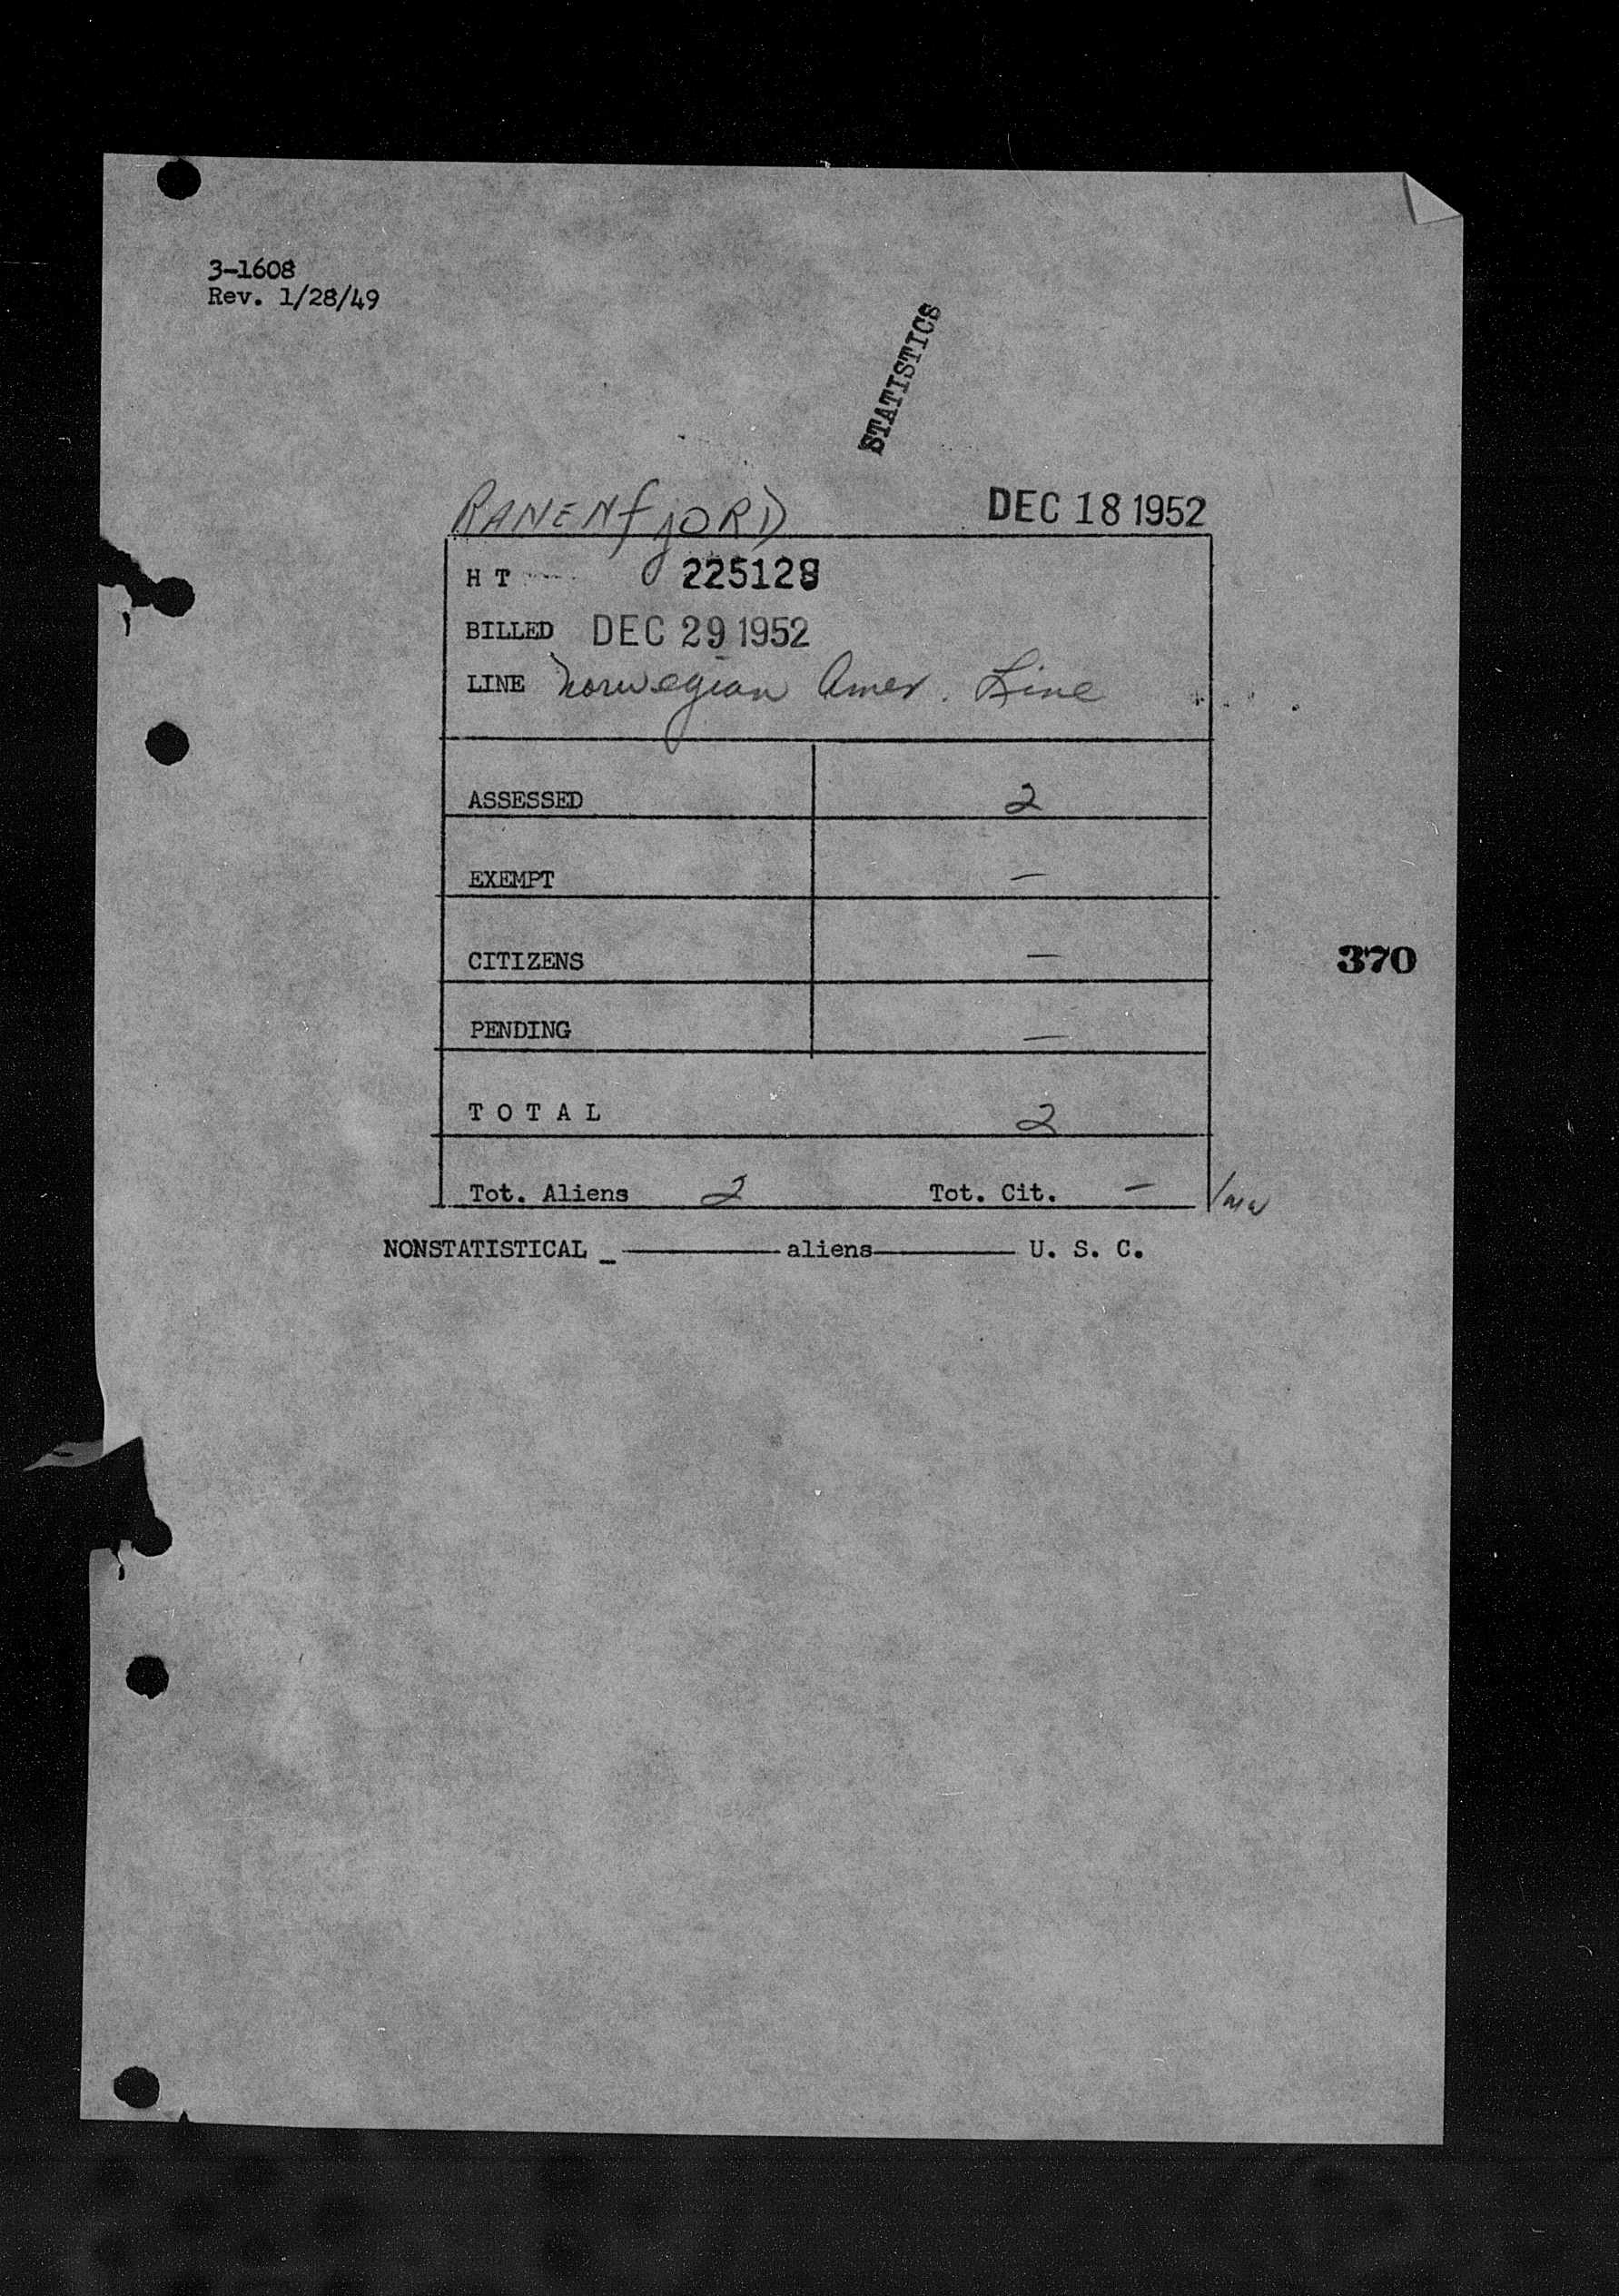 3-1608
Rev. 1/28/49
STATISTICS
RANENfjORD DEC 18 1952
H T 225128
BILLED DEC 29 1952
LINE Norwegian Amer. Line
ASSESSED 2
EXEMPT —
CITIZENS —
370
PENDING —
T O T A L 2
Tot. Aliens 2 Tot. Cit. —
NONSTATISTICAL _ aliens U. S. C.